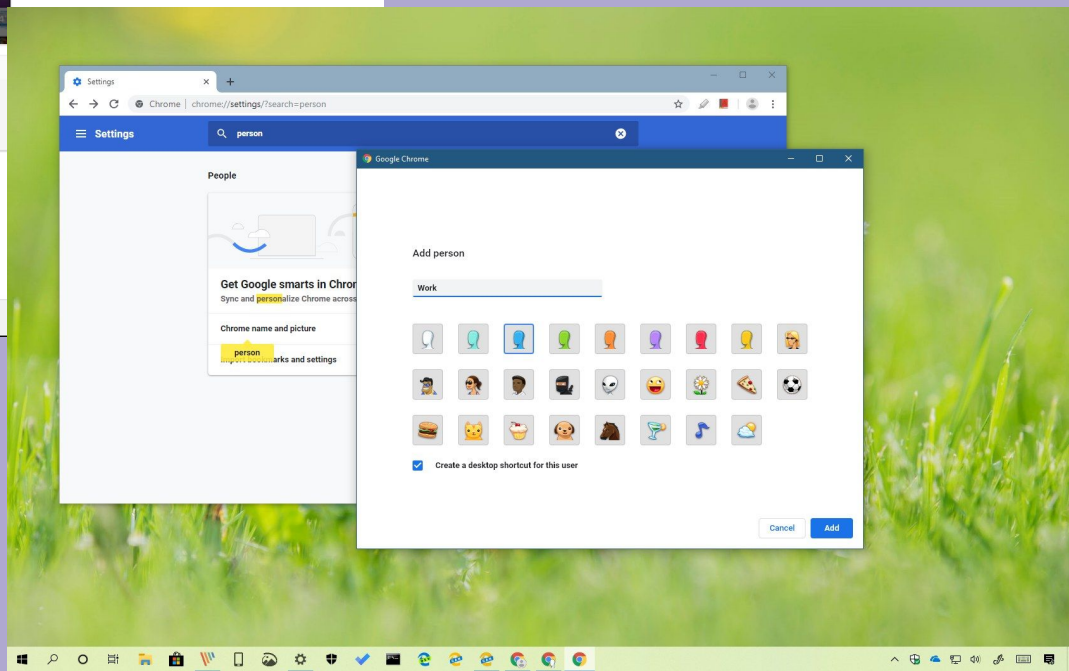 Settings
Chrome | chrome://settings/?search=person
Settings
person
Google Chrome
People
Get Google smarts in Chror
Sync and personalize Chrome across
Chrome name and picture
person
arks and settings
Add person
Work
Create a desktop shortcut for this user
Cancel
Add